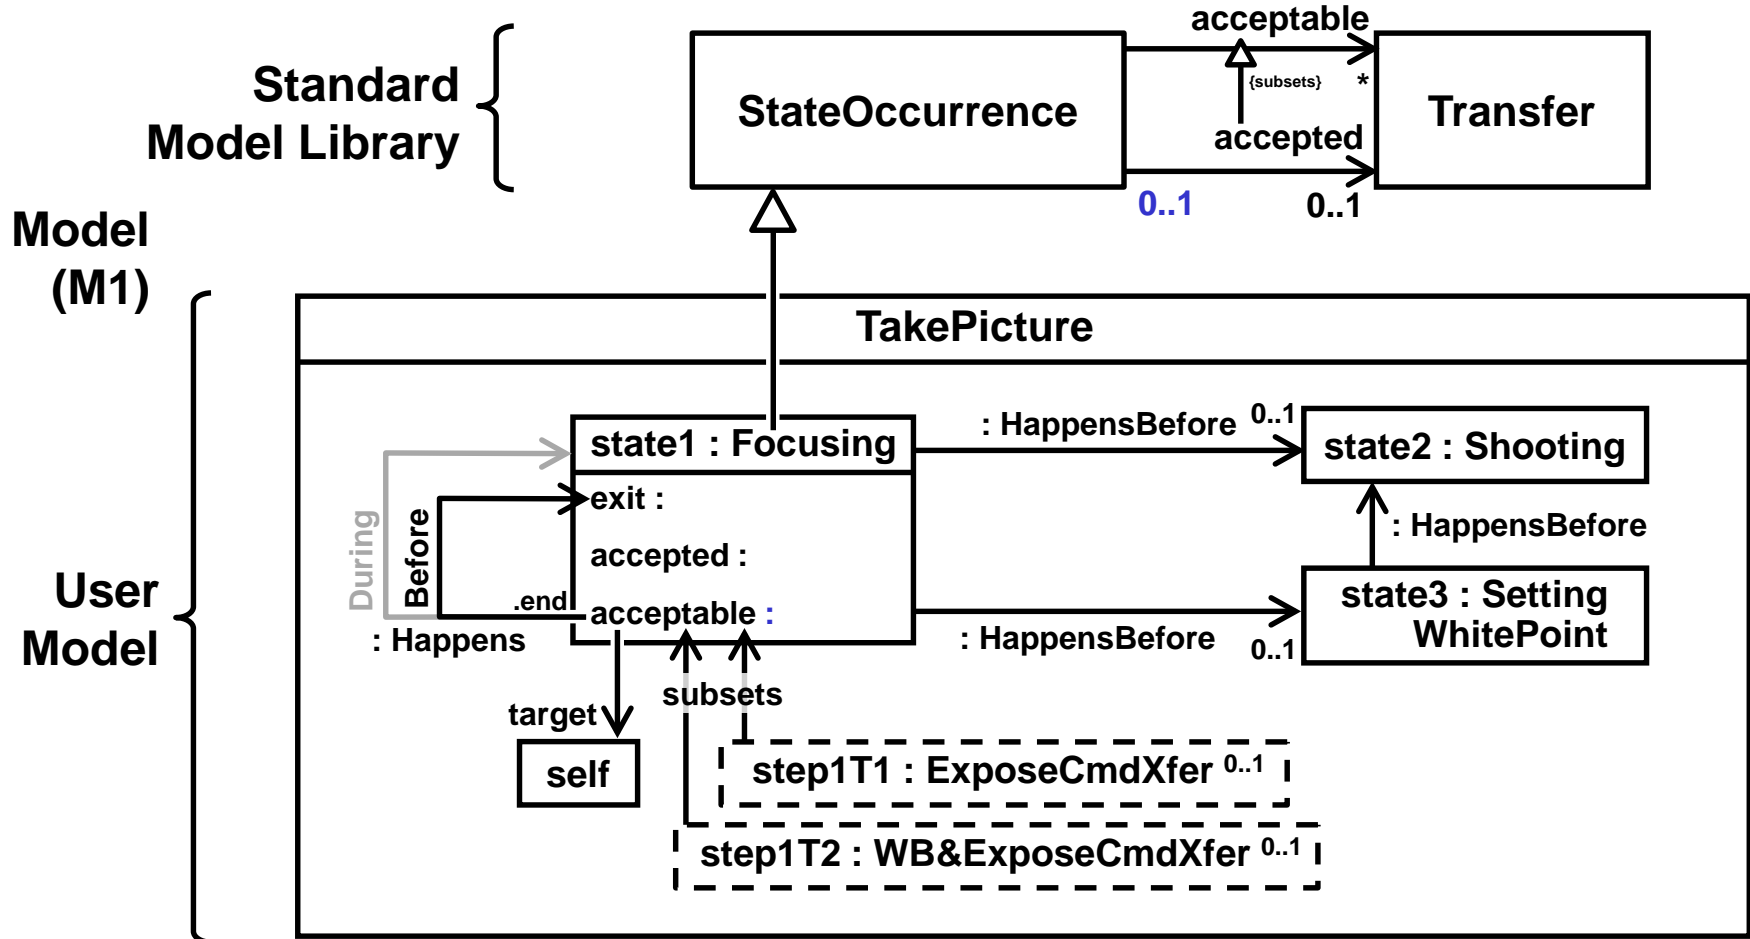 acceptable
Standard
Model Library
StateOccurrence
{subsets}
*
Transfer
accepted
0..1
0..1
Model
(M1)
TakePicture
User
Model
state1 : Focusing
: HappensBefore
0..1
state2 : Shooting
exit :
During
Before
accepted :
: HappensBefore
.end
acceptable :
state3 : Setting
WhitePoint
: Happens
: HappensBefore
0..1
subsets
target
self
step1T1 : ExposeCmdXfer 0..1
step1T2 : WB&ExposeCmdXfer 0..1